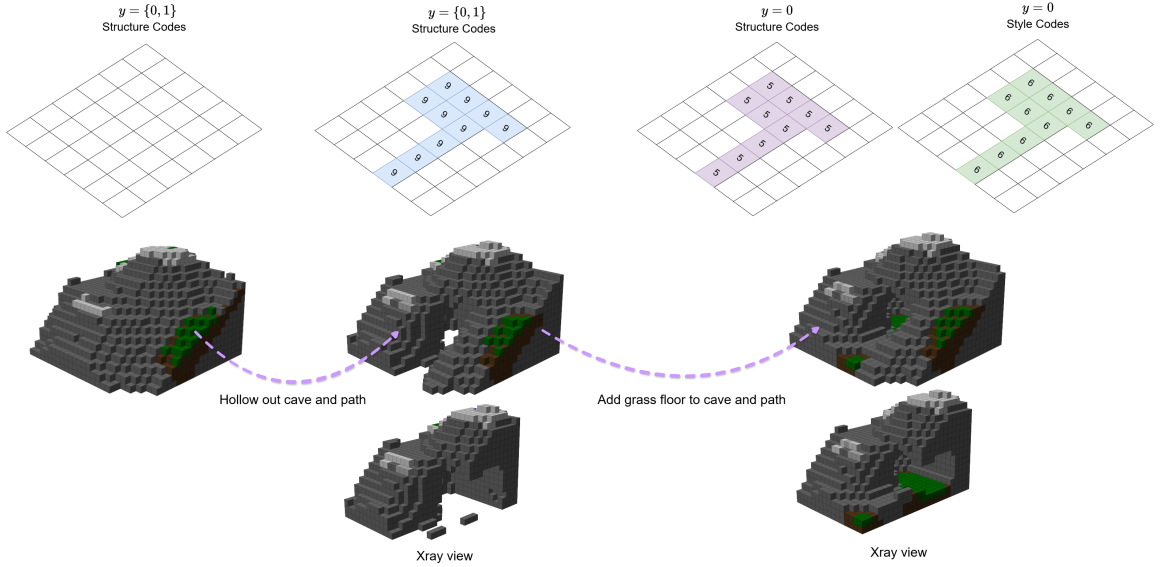 y = {0, 1}
Structure Codes
y = {0, 1}
Structure Codes
y = 0
Structure Codes
y = 0
Style Codes
9
9 9
9 9 9
9
9
9
9
5
5 5
5 5 5
5
5
5
5
6
6 6
6 6 6
6
6
6
Hollow out cave and path
Add grass floor to cave and path
Xray view
Xray view